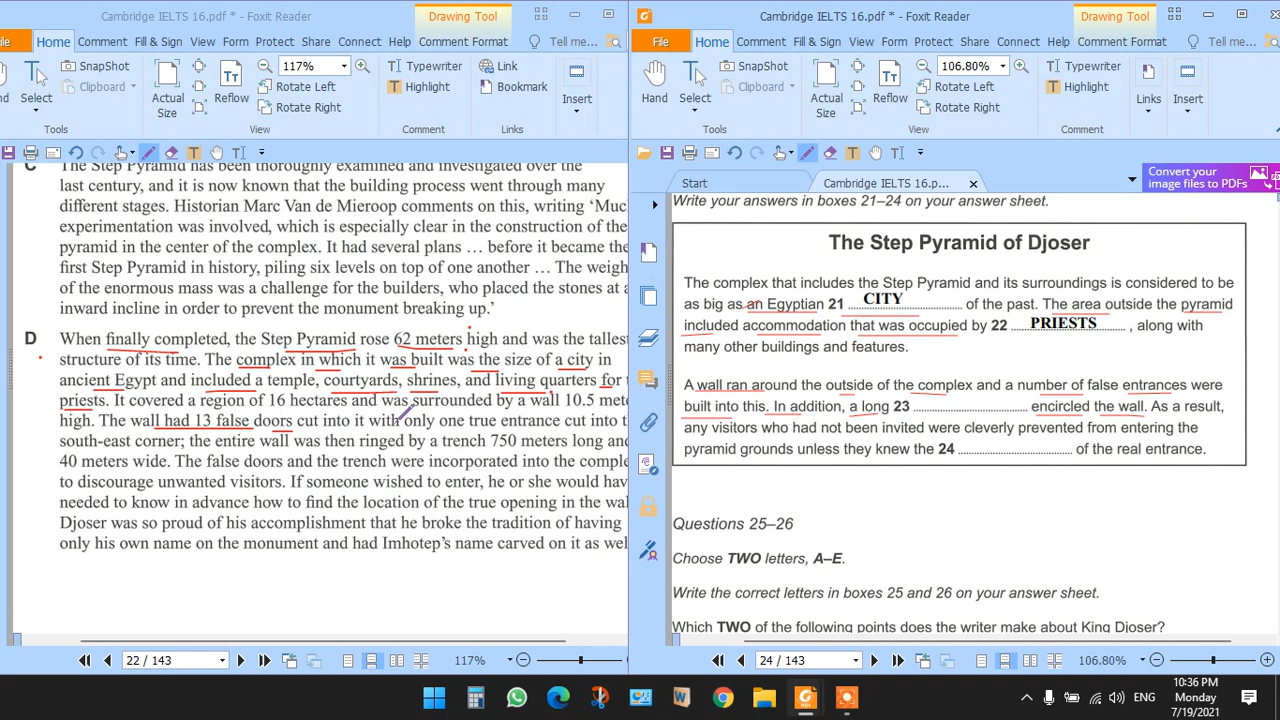 Cambridge IELTS 16.pdf * - Foxit Reader
Drawing Tool
File Home Comment Fill & Sign View Form Protect Share Connect Help Comment Format Tell me...
SnapShot
Clipboard
Select
Actual Size
Reflow
117%
Rotate Left
Rotate Right
Typewriter
Highlight
Link
Bookmark
Insert
Tools View Comment Links
C The Step Pyramid has been thoroughly examined and investigated over the
last century, and it is now known that the building process went through many
different stages. Historian Marc Van de Mieroop comments on this, writing ‘Much
experimentation was involved, which is especially clear in the construction of the
pyramid in the center of the complex. It had several plans … before it became the
first Step Pyramid in history, piling six levels on top of one another … The weigh
of the enormous mass was a challenge for the builders, who placed the stones at a
inward incline in order to prevent the monument breaking up.’
D When finally completed, the Step Pyramid rose 62 meters high and was the talles
structure of its time. The complex in which it was built was the size of a city in
ancient Egypt and included a temple, courtyards, shrines, and living quarters for t
priests. It covered a region of 16 hectares and was surrounded by a wall 10.5 mete
high. The wall had 13 false doors cut into it with only one true entrance cut into t
south-east corner; the entire wall was then ringed by a trench 750 meters long and
40 meters wide. The false doors and the trench were incorporated into the comple
to discourage unwanted visitors. If someone wished to enter, he or she would hav
needed to know in advance how to find the location of the true opening in the wal
Djoser was so proud of his accomplishment that he broke the tradition of having
only his own name on the monument and had Imhotep’s name carved on it as well
22 / 143
117%
Cambridge IELTS 16.pdf * - Foxit Reader
Drawing Tool
File Home Comment Fill & Sign View Form Protect Share Connect Help Comment Format Tell me...
Hand
Select
SnapShot
Clipboard
Actual Size
Reflow
106.80%
Rotate Left
Rotate Right
Typewriter
Highlight
Links
Insert
Tools View Comment
Start
Cambridge IELTS 16.p...
Convert your
image files to PDFs
Write your answers in boxes 21–24 on your answer sheet.
The Step Pyramid of Djoser
The complex that includes the Step Pyramid and its surroundings is considered to be
as big as an Egyptian 21 CITY of the past. The area outside the pyramid
included accommodation that was occupied by 22 PRIESTS , along with
many other buildings and features.
A wall ran around the outside of the complex and a number of false entrances were
built into this. In addition, a long 23 .................... encircled the wall. As a result,
any visitors who had not been invited were cleverly prevented from entering the
pyramid grounds unless they knew the 24 .................... of the real entrance.
Questions 25–26
Choose TWO letters, A–E.
Write the correct letters in boxes 25 and 26 on your answer sheet.
Which TWO of the following points does the writer make about King Djoser?
24 / 143
106.80%
ENG
10:36 PM
Monday
7/19/2021